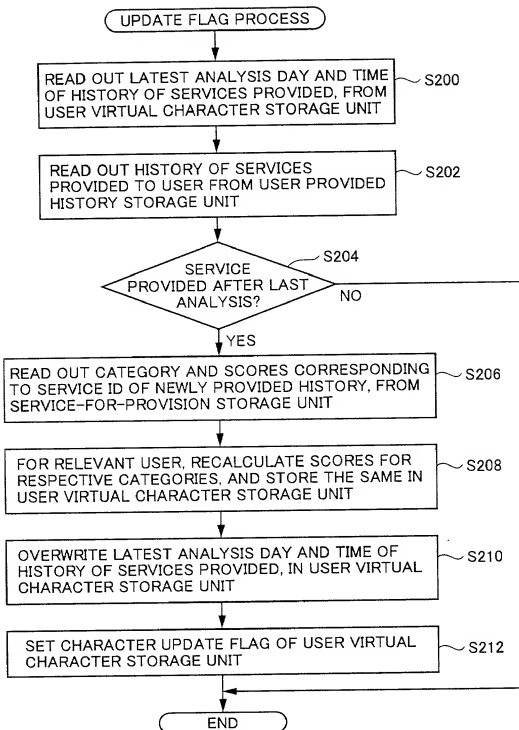 UPDATE FLAG PROCESS
READ OUT LATEST ANALYSIS DAY AND TIME
OF HISTORY OF SERVICES PROVIDED, FROM
USER VIRTUAL CHARACTER STORAGE UNIT
S200
READ OUT HISTORY OF SERVICES
PROVIDED TO USER FROM USER PROVIDED
HISTORY STORAGE UNIT
S202
S204
SERVICE
PROVIDED AFTER LAST
ANALYSIS?
NO
YES
READ OUT CATEGORY AND SCORES CORRESPONDING
TO SERVICE ID OF NEWLY PROVIDED HISTORY, FROM
SERVICE-FOR-PROVISION STORAGE UNIT
S206
FOR RELEVANT USER, RECALCULATE SCORES FOR
RESPECTIVE CATEGORIES, AND STORE THE SAME IN
USER VIRTUAL CHARACTER STORAGE UNIT
S208
OVERWRITE LATEST ANALYSIS DAY AND TIME OF
HISTORY OF SERVICES PROVIDED, IN USER VIRTUAL
CHARACTER STORAGE UNIT
S210
SET CHARACTER UPDATE FLAG OF USER VIRTUAL
CHARACTER STORAGE UNIT
S212
END